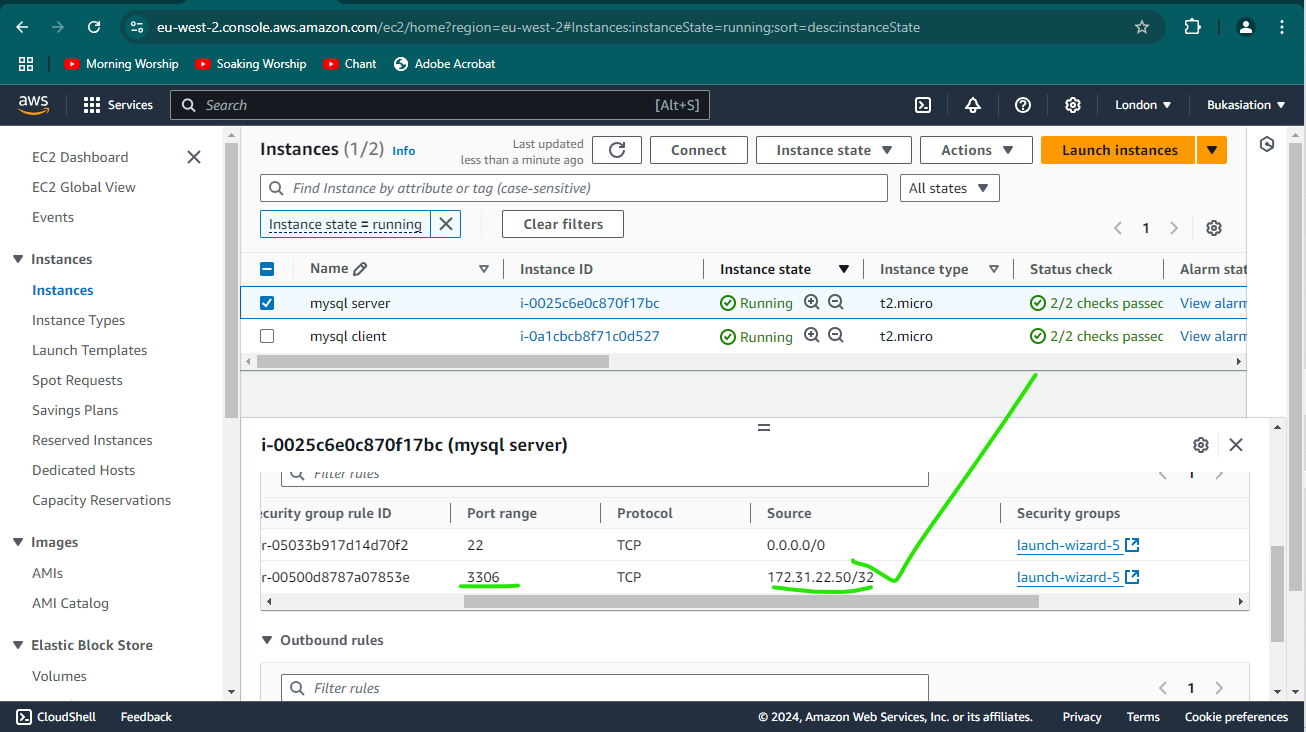 eu-west-2.console.aws.amazon.com/ec2/home?region=eu-west-2#Instances:instanceState=running;sort=desc:instanceState
Morning Worship Soaking Worship Chant Adobe Acrobat
aws Services Search [Alt+S] London Bukasiation
EC2 Dashboard
EC2 Global View
Events
Instances
Instances
Instance Types
Launch Templates
Spot Requests
Savings Plans
Reserved Instances
Dedicated Hosts
Capacity Reservations
Images
AMIs
AMI Catalog
Elastic Block Store
Volumes
Instances (1/2) Info
Last updated
less than a minute ago
Connect Instance state Actions Launch instances
Find Instance by attribute or tag (case-sensitive) All states
Instance state = running Clear filters 1
Name Instance ID Instance state Instance type Status check Alarm stat
mysql server i-0025c6e0c870f17bc Running t2.micro 2/2 checks passec View alarm
mysql client i-0a1cbcb8f71c0d527 Running t2.micro 2/2 checks passec View alarm
i-0025c6e0c870f17bc (mysql server)
Filter rules 1
ecurity group rule ID Port range Protocol Source Security groups
r-05033b917d14d70f2 22 TCP 0.0.0.0/0 launch-wizard-5
r-00500d8787a07853e 3306 TCP 172.31.22.50/32 launch-wizard-5
Outbound rules
Filter rules 1
CloudShell Feedback © 2024, Amazon Web Services, Inc. or its affiliates. Privacy Terms Cookie preferences